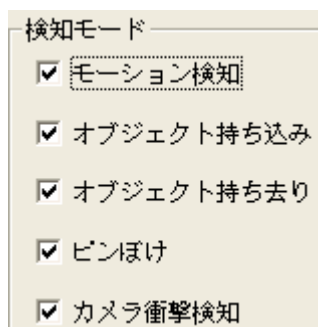 検知モード
モーション検知
オブジェクト持ち込み
オブジェクト持ち去り
ピンぼけ
カメラ衝撃検知